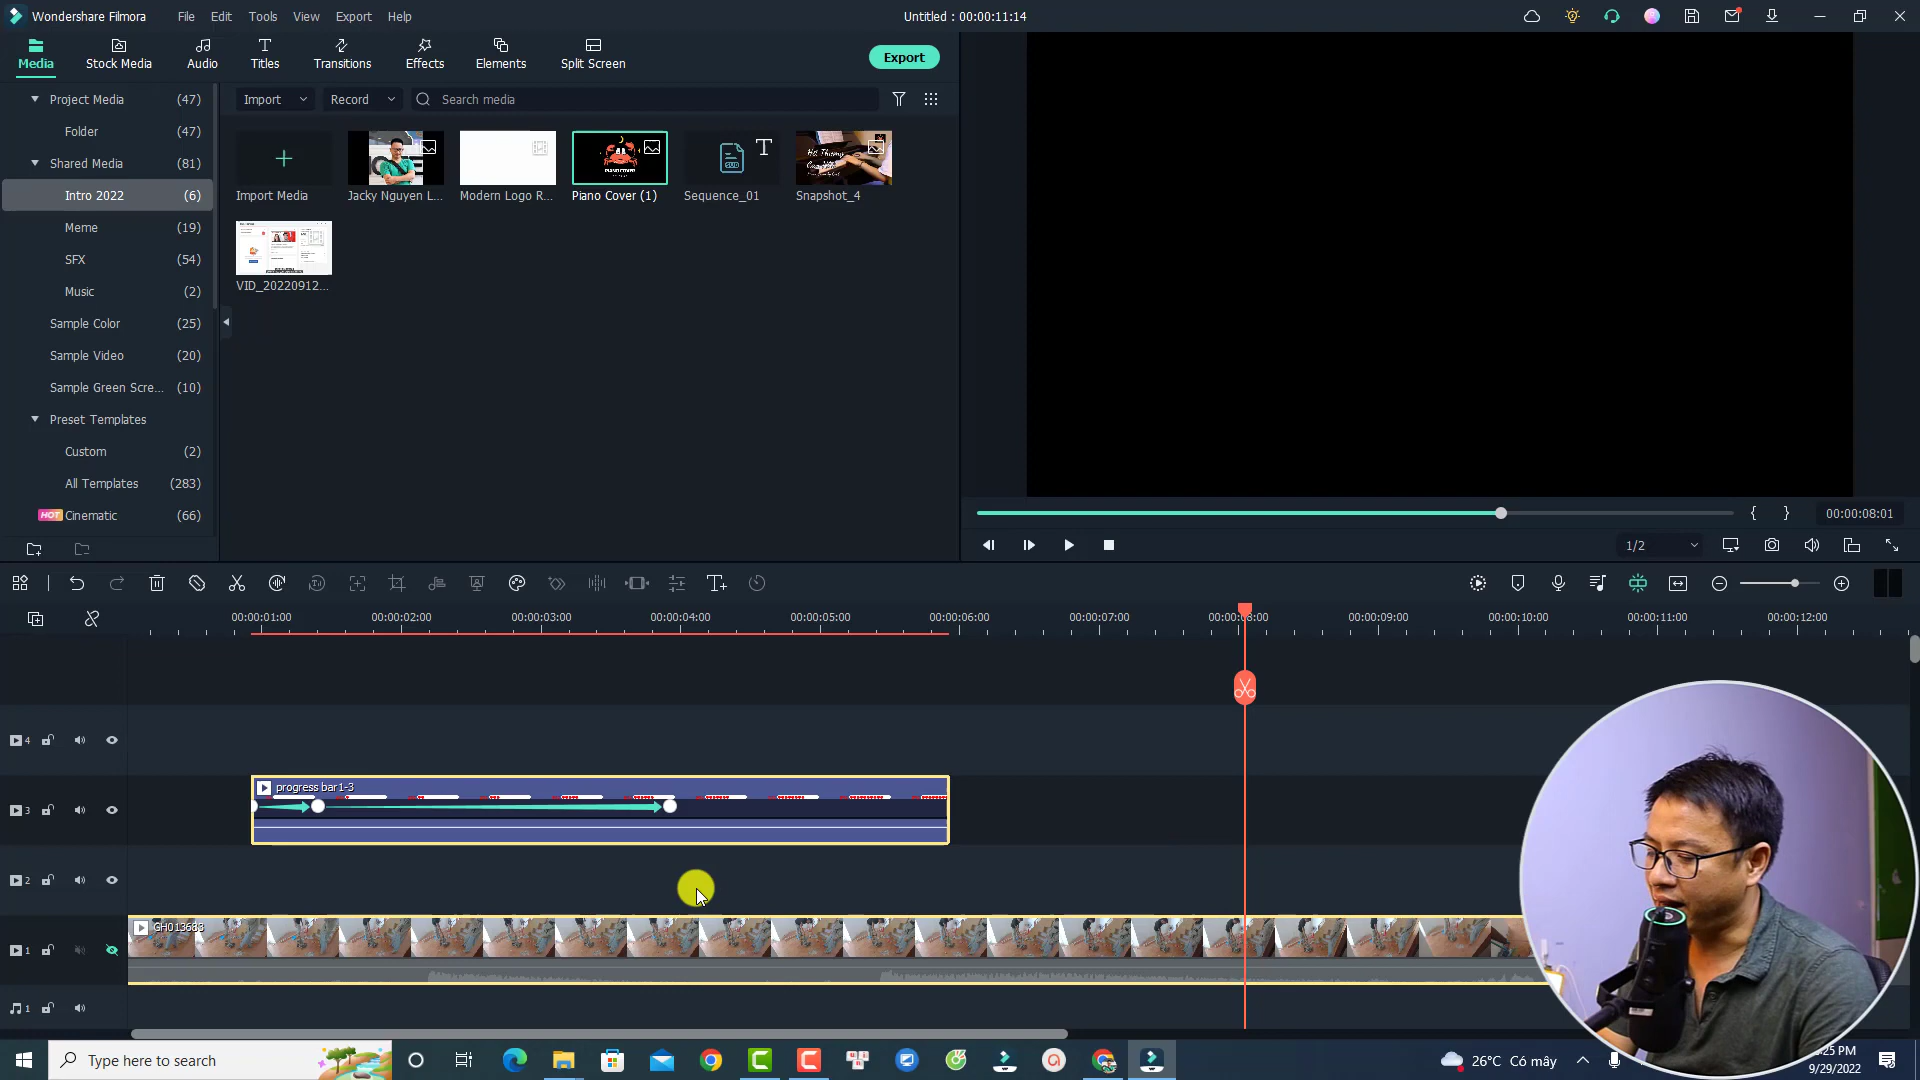 Wondershare Filmora File Edit Tools View Export Help Untitled : 00:00:11:14
Media Stock Media Audio Titles Transitions Effects Elements Split Screen Export
Project Media (47)
Folder (47)
Shared Media (81)
Intro 2022 (6)
Meme (19)
SFX (54)
Music (2)
Sample Color (25)
Sample Video (20)
Sample Green Scre... (10)
Preset Templates
Custom (2)
All Templates (283)
HOT Cinematic (66)
Import Record Search media
PIANO COVER
Import Media Jacky Nguyen L... Modern Logo R... Piano Cover (1) Sequence_01 Snapshot_4
VID_20220912...
{ } 00:00:08:01
1/2
00:00:01:00 00:00:02:00 00:00:03:00 00:00:04:00 00:00:05:00 00:00:06:00 00:00:07:00 00:00:08:00 00:00:09:00 00:00:10:00 00:00:11:00 00:00:12:00
4
progress bar1-3
3
2
GH013683
1
1
Type here to search
26°C Có mây
:25 PM
9/29/2022